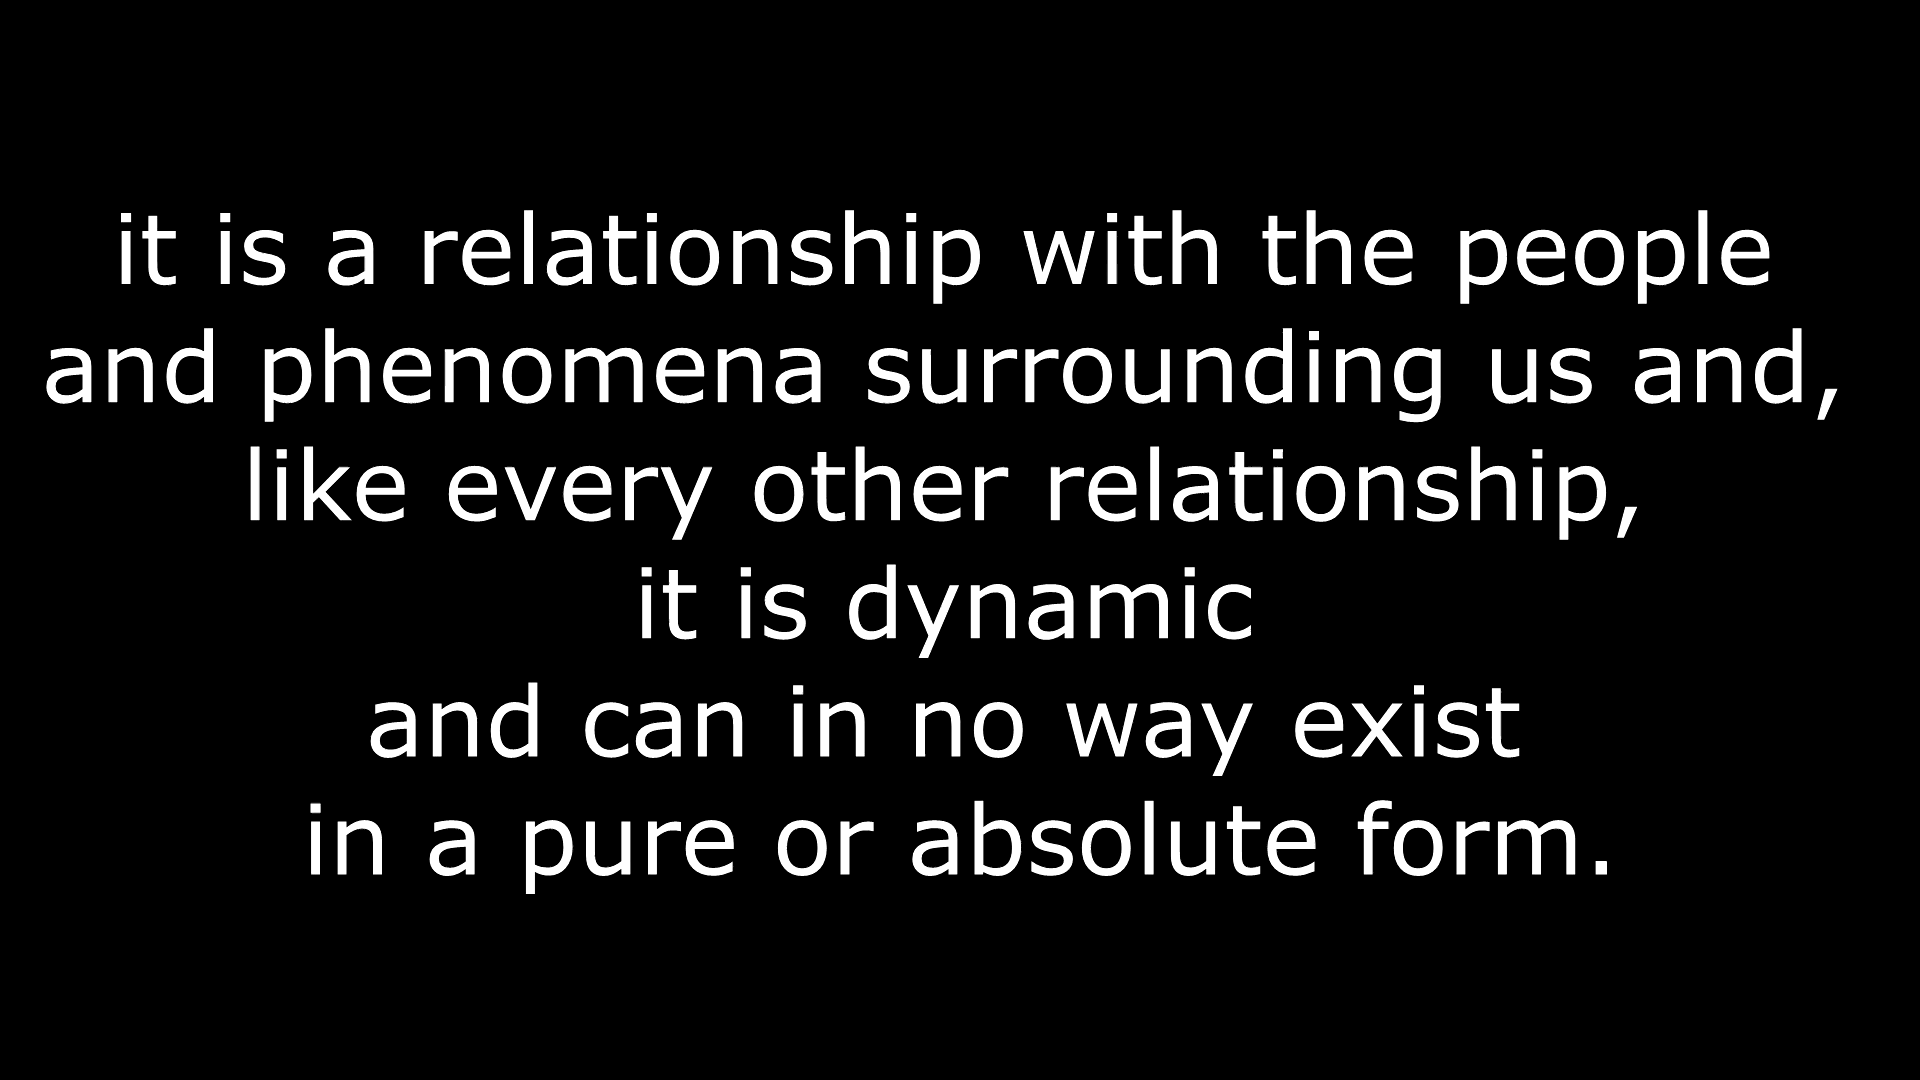 it is a relationship with the people
and phenomena surrounding us and,
like every other relationship,
it is dynamic
and can in no way exist
in a pure or absolute form.